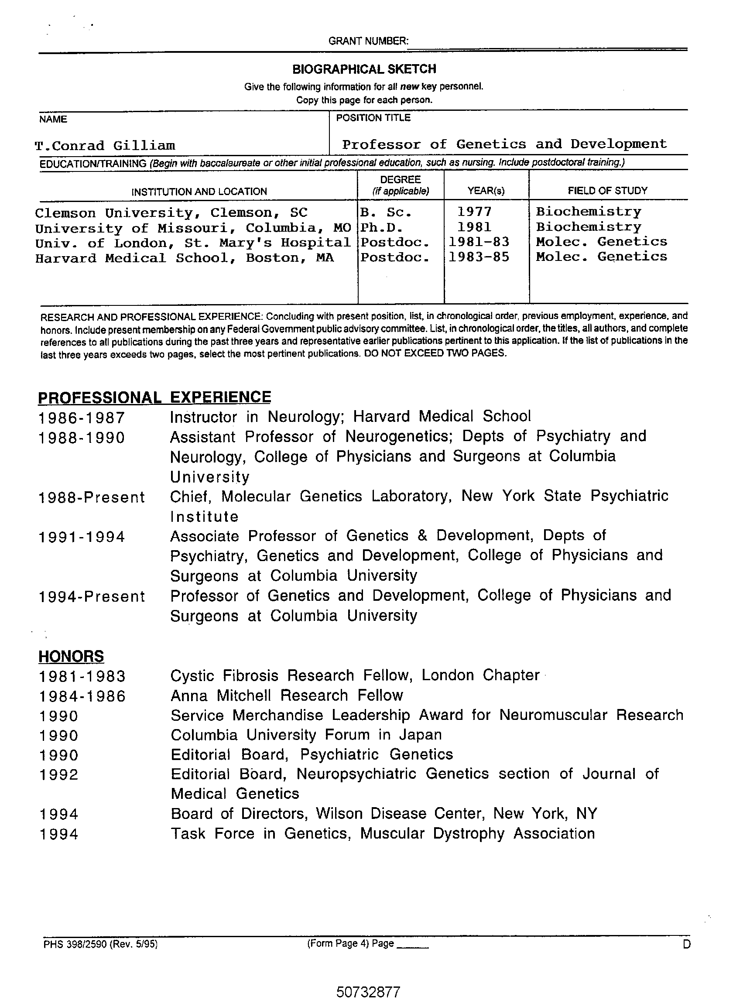 GRANT NUMBER:
BIOGRAPHICAL SKETCH
Give the following information for all new key personnel.
Copy this page for each person.
NAME
POSITION TITLE
T.Conrad Gilliam
Professor of Genetics and Development
EDUCATION/TRAINING (Begin with baccalaureate or other initial professional education, such as nursing. Include postdoctoral training.)
INSTITUTION AND LOCATION DEGREE (if applicable) YEAR(s) FIELD OF STUDY
Clemson University, Clemson, SC B. Sc. 1977 Biochemistry
University of Missouri, Columbia, MO Ph.D. 1981 Biochemistry
Univ. of London, St. Mary's Hospital Postdoc. 1981-83 Molec. Genetics
Harvard Medical School, Boston, MA Postdoc. 1983-85 Molec. Genetics
RESEARCH AND PROFESSIONAL EXPERIENCE: Concluding with present position, list, in chronological order, previous employment, experience, and
honors. Include present membership on any Federal Government public advisory committee. List, in chronological order, the titles, all authors, and complete
references to all publications during the past three years and representative earlier publications pertinent to this application. If the list of publications in the
last three years exceeds two pages, select the most pertinent publications. DO NOT EXCEED TWO PAGES.
PROFESSIONAL EXPERIENCE
1986-1987 Instructor in Neurology; Harvard Medical School
1988-1990 Assistant Professor of Neurogenetics; Depts of Psychiatry and
Neurology, College of Physicians and Surgeons at Columbia
University
1988-Present Chief, Molecular Genetics Laboratory, New York State Psychiatric
Institute
1991-1994 Associate Professor of Genetics & Development, Depts of
Psychiatry, Genetics and Development, College of Physicians and
Surgeons at Columbia University
1994-Present Professor of Genetics and Development, College of Physicians and
Surgeons at Columbia University
HONORS
1981-1983 Cystic Fibrosis Research Fellow, London Chapter
1984-1986 Anna Mitchell Research Fellow
1990 Service Merchandise Leadership Award for Neuromuscular Research
1990 Columbia University Forum in Japan
1990 Editorial Board, Psychiatric Genetics
1992 Editorial Board, Neuropsychiatric Genetics section of Journal of
Medical Genetics
1994 Board of Directors, Wilson Disease Center, New York, NY
1994 Task Force in Genetics, Muscular Dystrophy Association
PHS 398/2590 (Rev. 5/95) (Form Page 4) Page ______ D
50732877